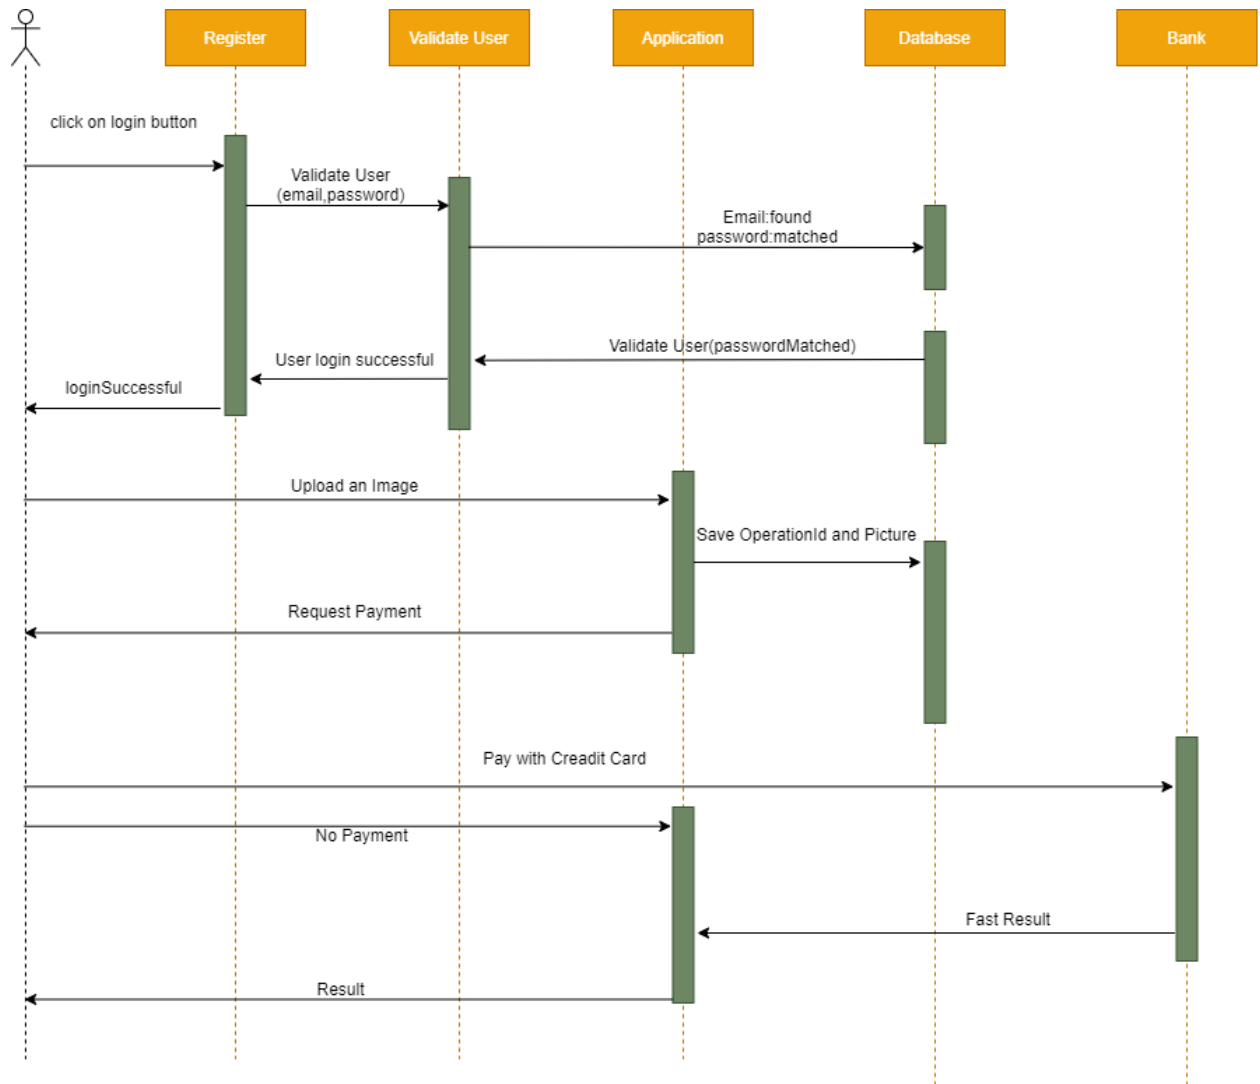 Register
Validate User
Application
Database
Bank
click on login button
Validate User
(email,password)
Email:found
password:matched
Validate User(passwordMatched)
User login successful
loginSuccessful
Upload an Image
Save OperationId and Picture
Request Payment
Pay with Creadit Card
No Payment
Fast Result
Result